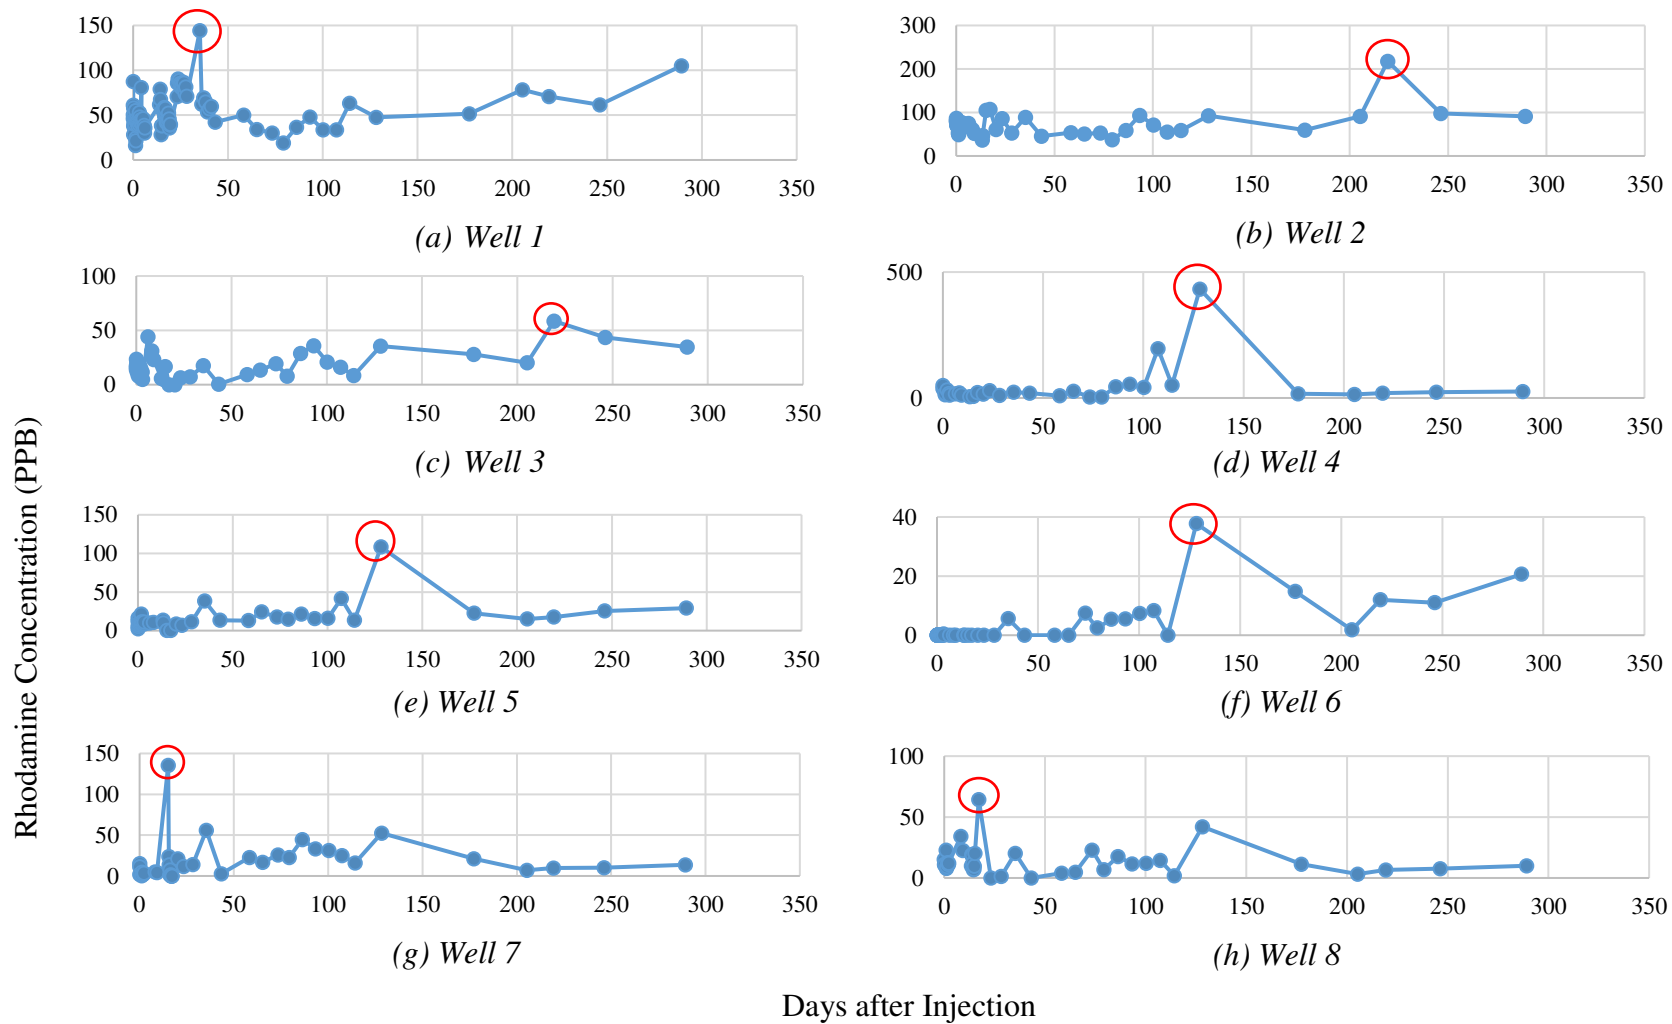 Rhodamine Concentration (PPB)
150
100
50
0
0 50 100 150 200 250 300 350
(a) Well 1
300
200
100
0
0 50 100 150 200 250 300 350
(b) Well 2
100
50
0
0 50 100 150 200 250 300 350
(c) Well 3
500
0
0 50 100 150 200 250 300 350
(d) Well 4
150
100
50
0
0 50 100 150 200 250 300 350
(e) Well 5
40
20
0
0 50 100 150 200 250 300 350
(f) Well 6
150
100
50
0
0 50 100 150 200 250 300 350
(g) Well 7
100
50
0
0 50 100 150 200 250 300 350
(h) Well 8
Days after Injection